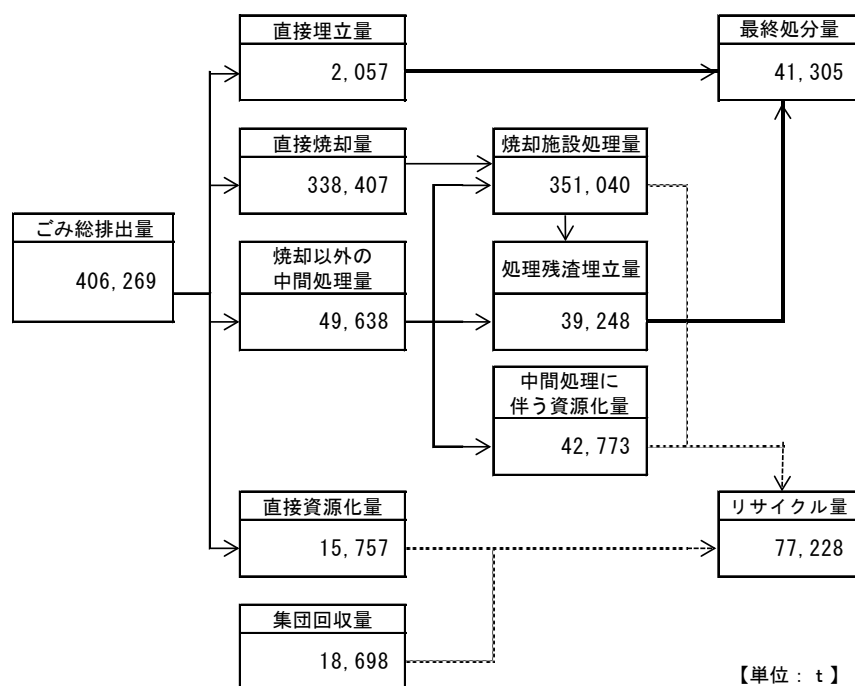 直接埋立量
2,057
最終処分量
41,305
直接焼却量
338,407
焼却施設処理量
351,040
ごみ総排出量
406,269
焼却以外の
中間処理量
49,638
処理残渣埋立量
39,248
中間処理に
伴う資源化量
42,773
直接資源化量
15,757
リサイクル量
77,228
集団回収量
18,698
【単位：ｔ】